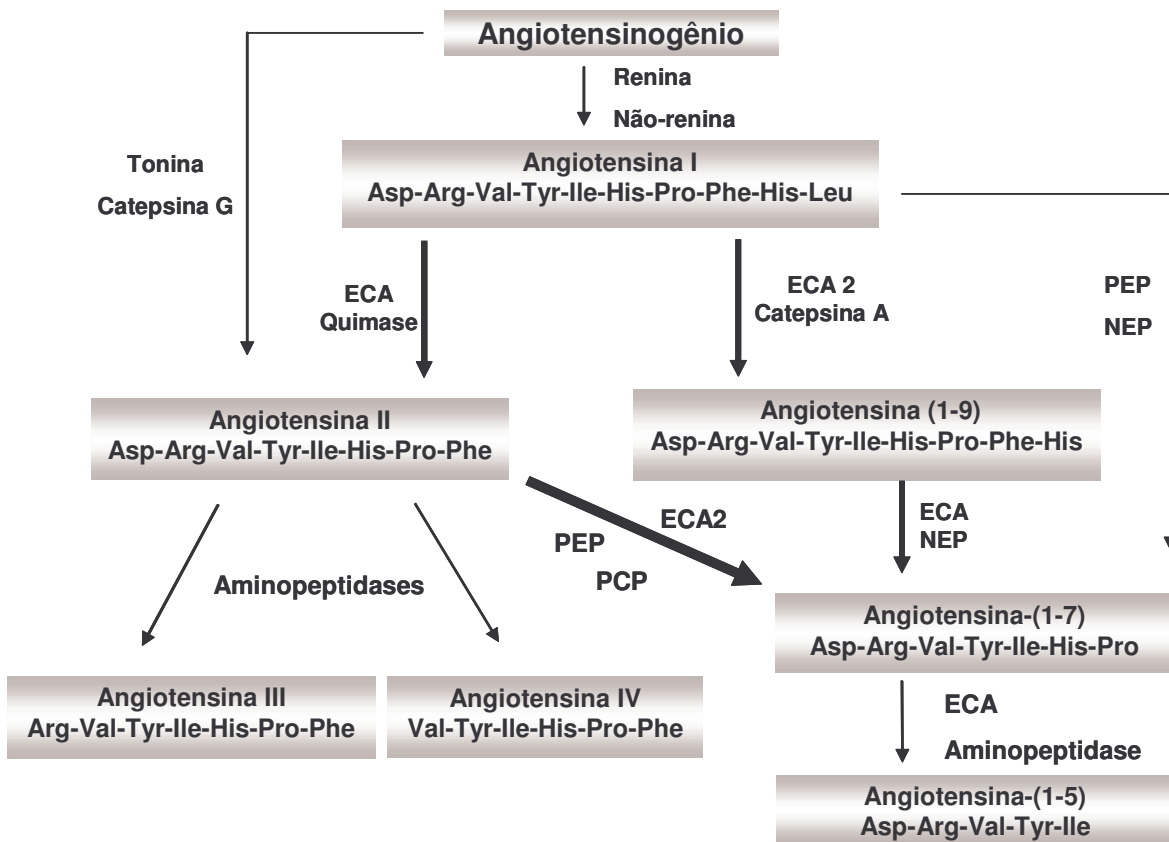 Angiotensinogênio
Renina
Não-renina
Tonina
Catepsina G
Angiotensina I
Asp-Arg-Val-Tyr-Ile-His-Pro-Phe-His-Leu
ECA
Quimase
ECA 2
Catepsina A
PEP
NEP
Angiotensina II
Asp-Arg-Val-Tyr-Ile-His-Pro-Phe
Angiotensina (1-9)
Asp-Arg-Val-Tyr-Ile-His-Pro-Phe-His
ECA2
PEP
PCP
ECA
NEP
Aminopeptidases
Angiotensina-(1-7)
Asp-Arg-Val-Tyr-Ile-His-Pro
Angiotensina III
Arg-Val-Tyr-Ile-His-Pro-Phe
Angiotensina IV
Val-Tyr-Ile-His-Pro-Phe
ECA
Aminopeptidase
Angiotensina-(1-5)
Asp-Arg-Val-Tyr-Ile